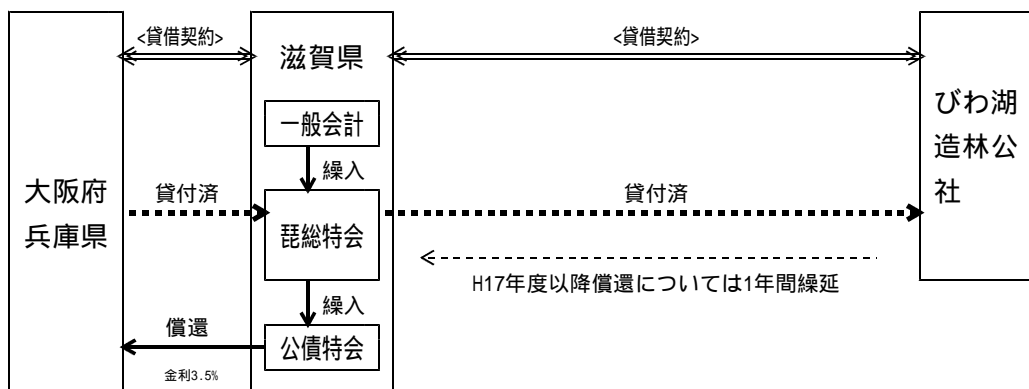 <貸借契約>
<貸借契約>
滋賀県
一般会計
繰入
大阪府
兵庫県
貸付済
琵総特会
貸付済
びわ湖
造林公
社
H17年度以降償還については1年間繰延
繰入
償還
公債特会
金利3.5%